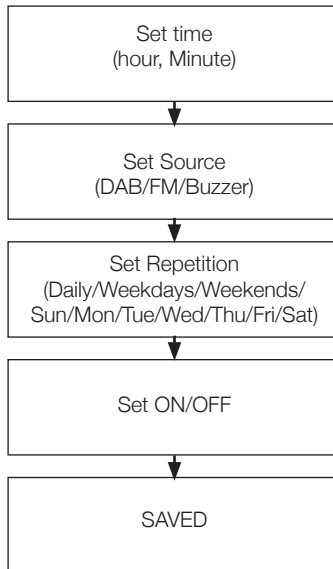 Set time
(hour, Minute)
Set Source
(DAB/FM/Buzzer)
Set Repetition
(Daily/Weekdays/Weekends/
Sun/Mon/Tue/Wed/Thu/Fri/Sat)
Set ON/OFF
SAVED